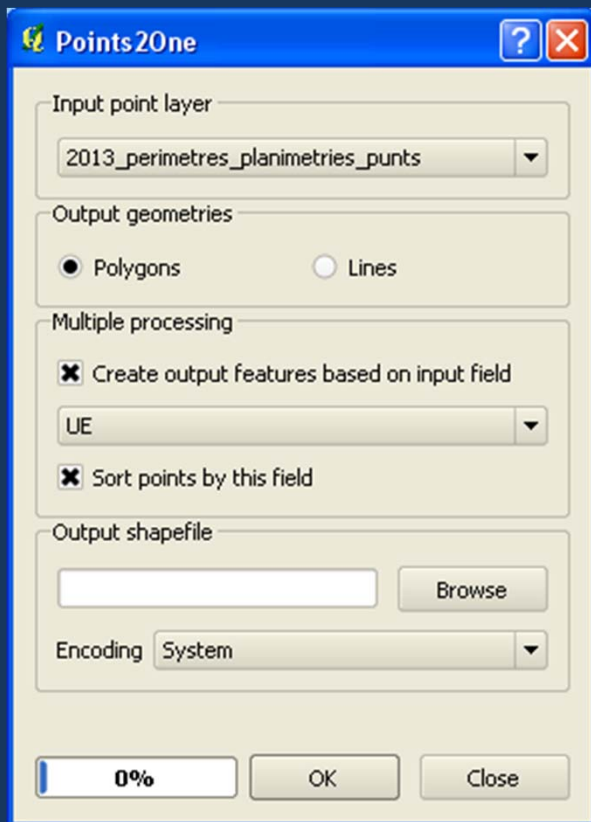 Points2One
Input point layer
2013_perimetres_planimetries_punts
Output geometries
Polygons Lines
Multiple processing
Create output features based on input field
UE
Sort points by this field
Output shapefile
Browse
Encoding System
0% OK Close